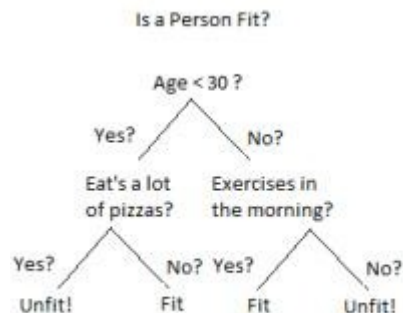 Is a Person Fit?
Age < 30 ?
Yes?
No?
Eat's a lot
of pizzas?
Exercises in
the morning?
Yes?
No?
Yes?
No?
Unfit!
Fit
Fit
Unfit!